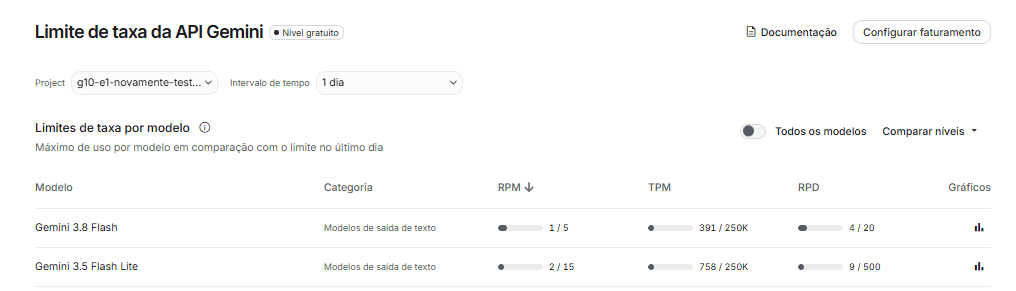 Limite de taxa da API Gemini Nível gratuito Documentação Configurar faturamento
Project g10-e1-novamente-test... Intervalo de tempo 1 dia
Limites de taxa por modelo Todos os modelos Comparar níveis
Máximo de uso por modelo em comparação com o limite no último dia
Modelo Categoria RPM TPM RPD Gráficos
Gemini 3.8 Flash Modelos de saída de texto 1 / 5 391 / 250K 4 / 20
Gemini 3.5 Flash Lite Modelos de saída de texto 2 / 15 758 / 250K 9 / 500